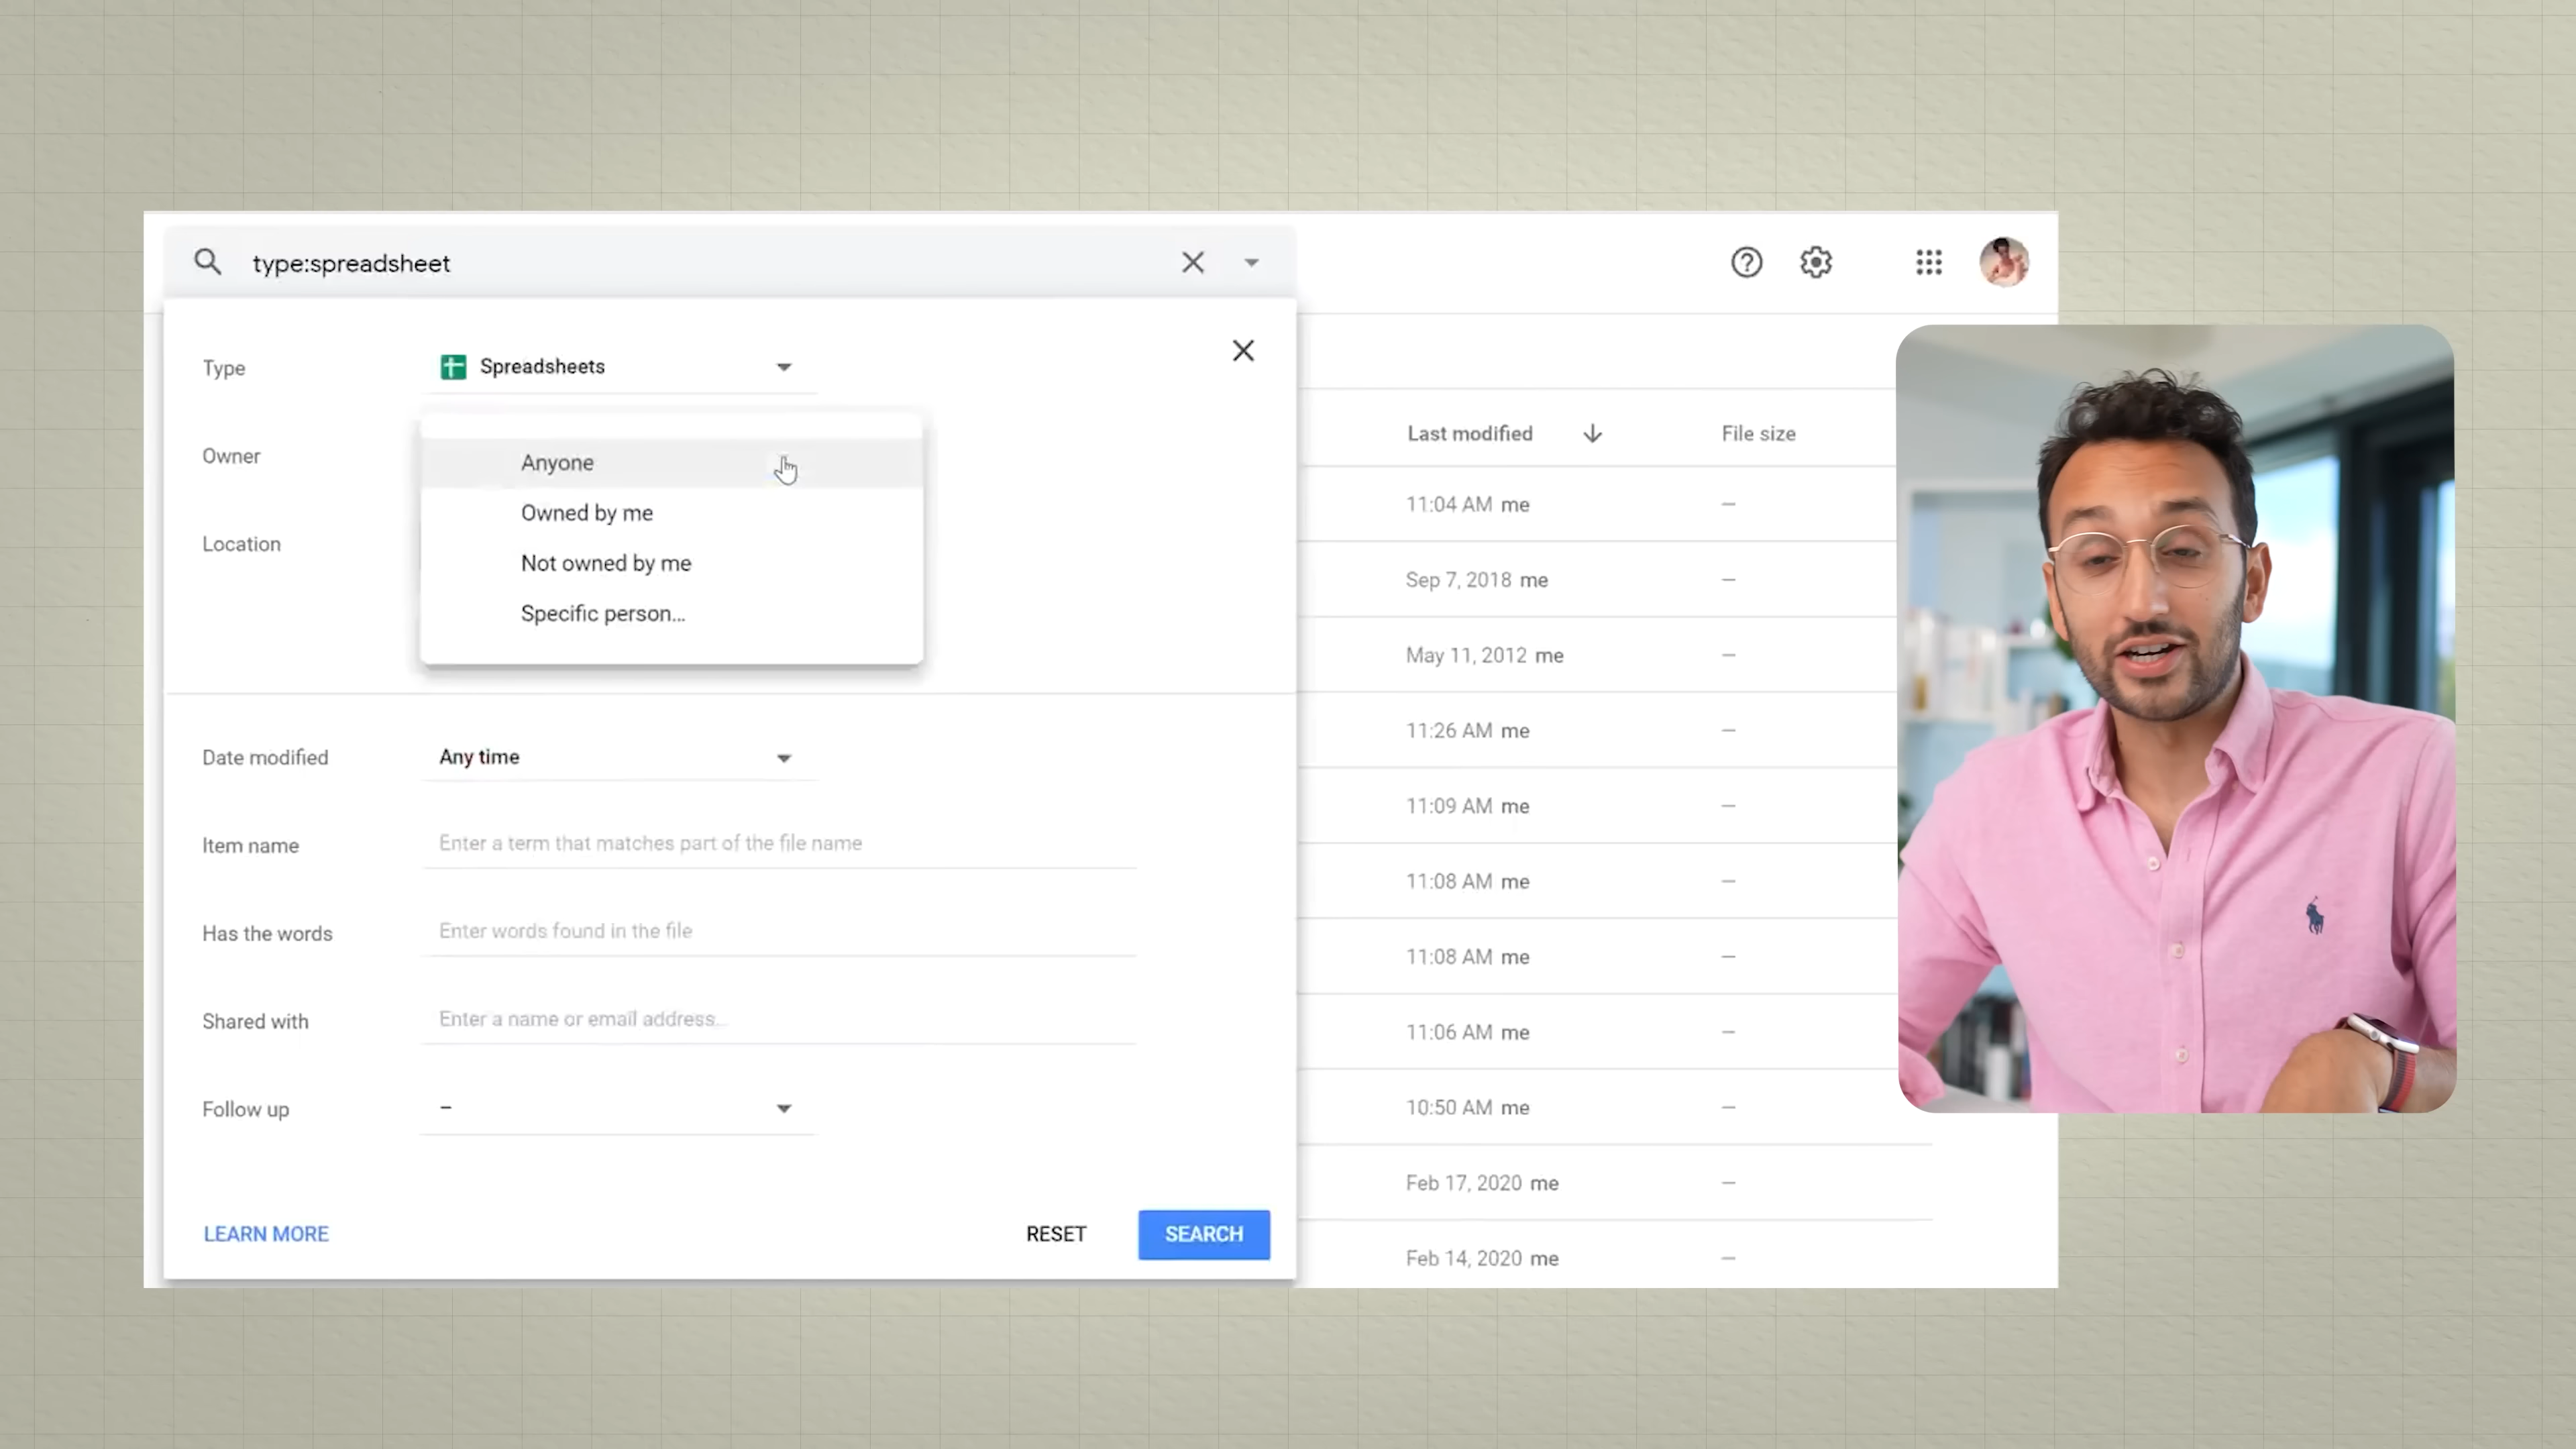 type:spreadsheet
Type
Spreadsheets
Owner
Anyone
Owned by me
Not owned by me
Specific person...
Location
Date modified
Any time
Item name
Enter a term that matches part of the file name
Has the words
Enter words found in the file
Shared with
Enter a name or email address...
Follow up
–
LEARN MORE
RESET
SEARCH
Last modified
File size
11:04 AM me –
Sep 7, 2018 me –
May 11, 2012 me –
11:26 AM me –
11:09 AM me –
11:08 AM me –
11:08 AM me –
11:06 AM me –
10:50 AM me –
Feb 17, 2020 me –
Feb 14, 2020 me –